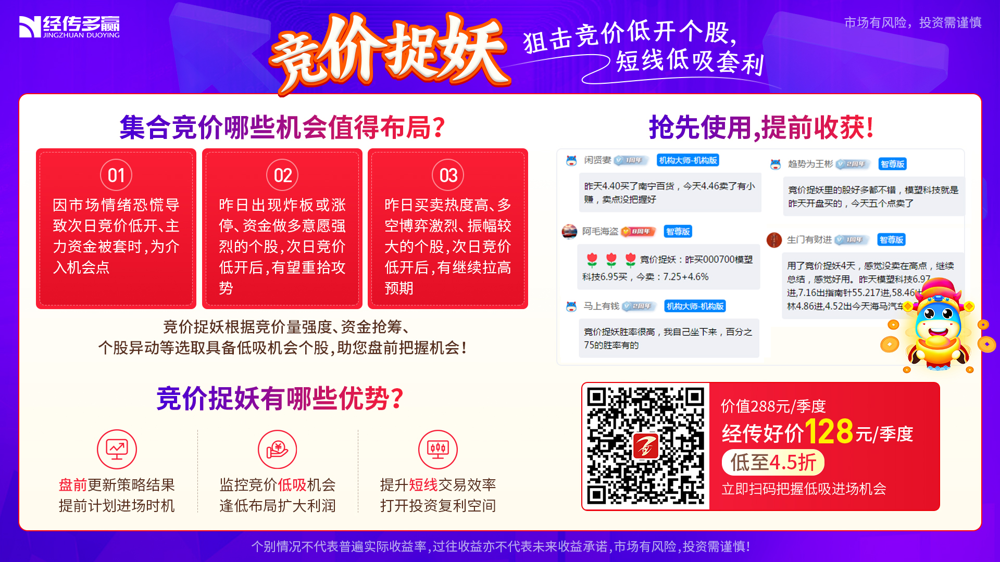 经传多赢
JINGZHUAN DUOYING
竞价捉妖
狙击竞价低开个股,
短线低吸套利
市场有风险，投资需谨慎
集合竞价哪些机会值得布局?
01
因市场情绪恐慌导
致次日竞价低开、主
力资金被套时,为介
入机会点
02
昨日出现炸板或涨
停、资金做多意愿强
烈的个股,次日竞价
低开后,有望重拾攻
势
03
昨日买卖热度高、多
空博弈激烈、振幅较
大的个股,次日竞价
低开后,有继续拉高
预期
竞价捉妖根据竞价量强度、资金抢筹、
个股异动等选取具备低吸机会个股,助您盘前把握机会!
竞价捉妖有哪些优势?
盘前更新策略结果
提前计划进场时机
监控竞价低吸机会
逢低布局扩大利润
提升短线交易效率
打开投资复利空间
抢先使用,提前收获!
闲贤妻 V 1周年 机构大师-机构版
昨天4.40买了南宁百货，今天4.46卖了有小
赚，卖点没把握好
阿毛海盗 V 8周年 智尊版
竞价捉妖：昨买000700模塑
科技6.95买，今卖：7.25+4.6%
马上有钱 V 2周年 机构大师-机构版
竞价捉妖胜率很高，我自己坐下来，百分之
75的胜率有的
趋势为王彬 V 2周年 智尊版
竞价捉妖里的股好多都不错，模塑科技就是
昨天开盘买的，今天五个点卖了
生门有财进 V 1周年 智尊版
用了竞价捉妖4天，感觉没卖在高点，继续
总结，感觉好用。昨天模塑科技6.97
进,7.16出指南针55.217进,58.46
林4.86进,4.52出今天海马汽车
价值288元/季度
经传好价128元/季度
低至4.5折
立即扫码把握低吸进场机会
个别情况不代表普遍实际收益率,过往收益亦不代表未来收益承诺,市场有风险,投资需谨慎!